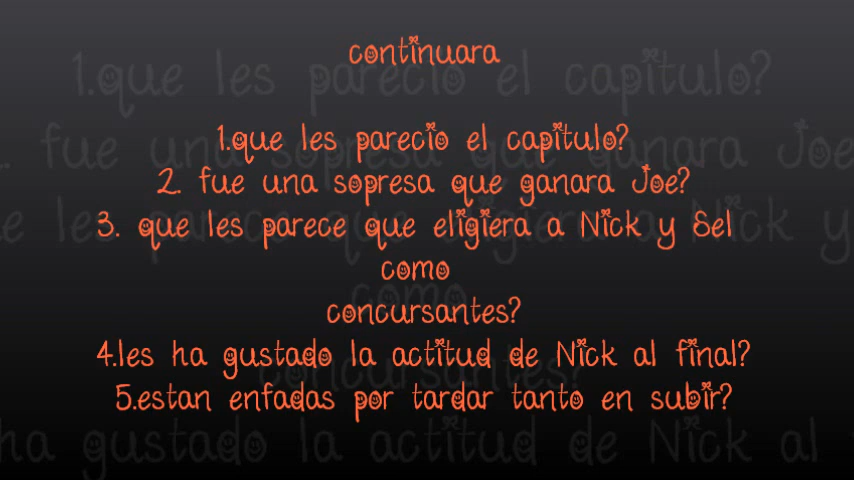 continuara
1.que les parecio el capitulo?
2. fue una sopresa que ganara Joe?
3. que les parece que eligiera a Nick y Sel
como
concursantes?
4.les ha gustado la actitud de Nick al final?
5.estan enfadas por tardar tanto en subir?